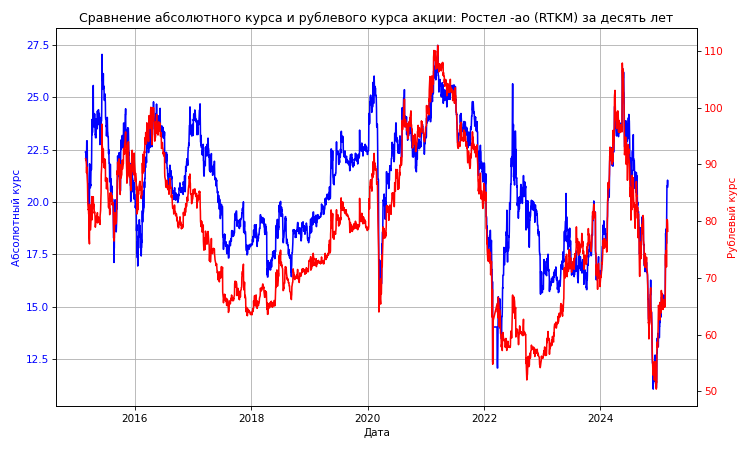 Сравнение абсолютного курса и рублевого курса акции: Ростел -ао (RTKM) за десять лет
27.5
25.0
22.5
20.0
17.5
15.0
12.5
Абсолютный курс
110
100
90
80
70
60
50
Рублевый курс
2016 2018 2020 2022 2024
Дата